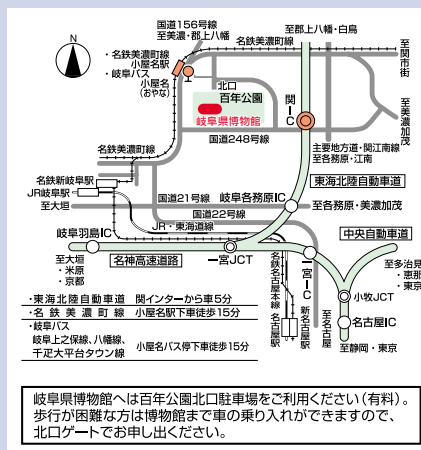 N
国道156号線
至美濃・郡上八幡
至郡上八幡・白鳥
名鉄美濃町線
・名鉄美濃町線
小屋名駅
・岐阜バス
小屋名
(おやな)
北口
百年公園
岐阜県博物館
関IC
至関市街
至美濃加茂
国道248号線
名鉄美濃町線
主要地方道・関江南線
至各務原・江南
東海北陸自動車道
名鉄新岐阜駅
JR岐阜駅
国道21号線
至大垣
岐阜各務原IC
至各務原・美濃加茂
国道22号線
JR・東海道線
岐阜羽島IC
中央自動車道
名神高速道路
一宮JCT
至大垣
・米原
・京都
名鉄名古屋本線
名古屋駅
新名古屋駅
一宮IC
至名古屋
至多治見
・恵那
・東京
小牧JCT
名古屋IC
至静岡・東京
・東海北陸自動車道 関インターから車5分
・名鉄美濃町線 小屋名駅下車徒歩15分
・岐阜バス
岐阜上之保線、八幡線、
千疋大平台タウン線 小屋名バス停下車徒歩15分
岐阜県博物館へは百年公園北口駐車場をご利用ください(有料)。
歩行が困難な方は博物館まで車の乗り入れができますので、
北口ゲートでお申し出ください。